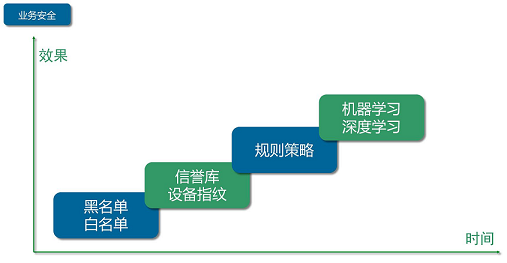 业务安全
效果
机器学习
深度学习
规则策略
信誉库
设备指纹
黑名单
白名单
时间